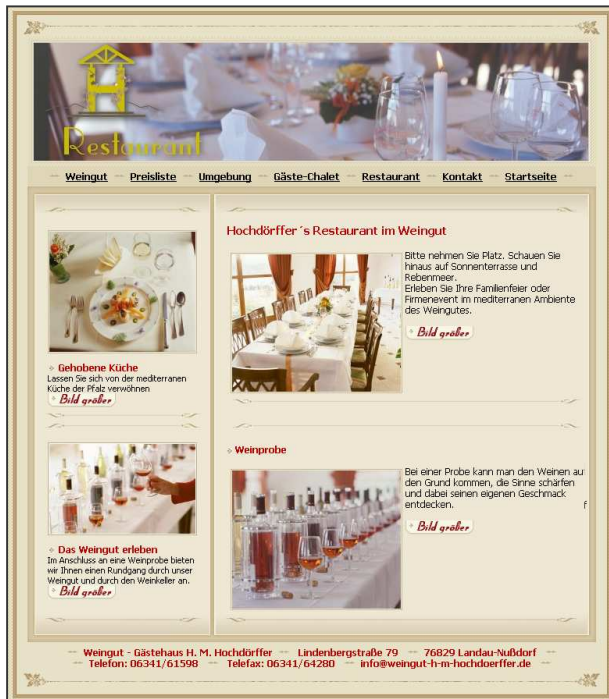 Restaurant
Weingut Preisliste Umgebung Gäste-Chalet Restaurant Kontakt Startseite
Gehobene Küche
Lassen Sie sich von der mediterranen
Küche der Pfalz verwöhnen
Bild größer
Das Weingut erleben
Im Anschluss an eine Weinprobe bieten
wir Ihnen einen Rundgang durch unser
Weingut und durch den Weinkeller an.
Bild größer
Hochdörffer´s Restaurant im Weingut
Bitte nehmen Sie Platz. Schauen Sie
hinaus auf Sonnenterrasse und
Rebenmeer.
Erleben Sie Ihre Familienfeier oder
Firmenevent im mediterranen Ambiente
des Weingutes.
Bild größer
Weinprobe
Bei einer Probe kann man den Weinen au
den Grund kommen, die Sinne schärfen
und dabei seinen eigenen Geschmack
entdecken. f
Bild größer
Weingut - Gästehaus H. M. Hochdörffer Lindenbergstraße 79 76829 Landau-Nußdorf
Telefon: 06341/61598 Telefax: 06341/64280 info@weingut-h-m-hochdoerffer.de